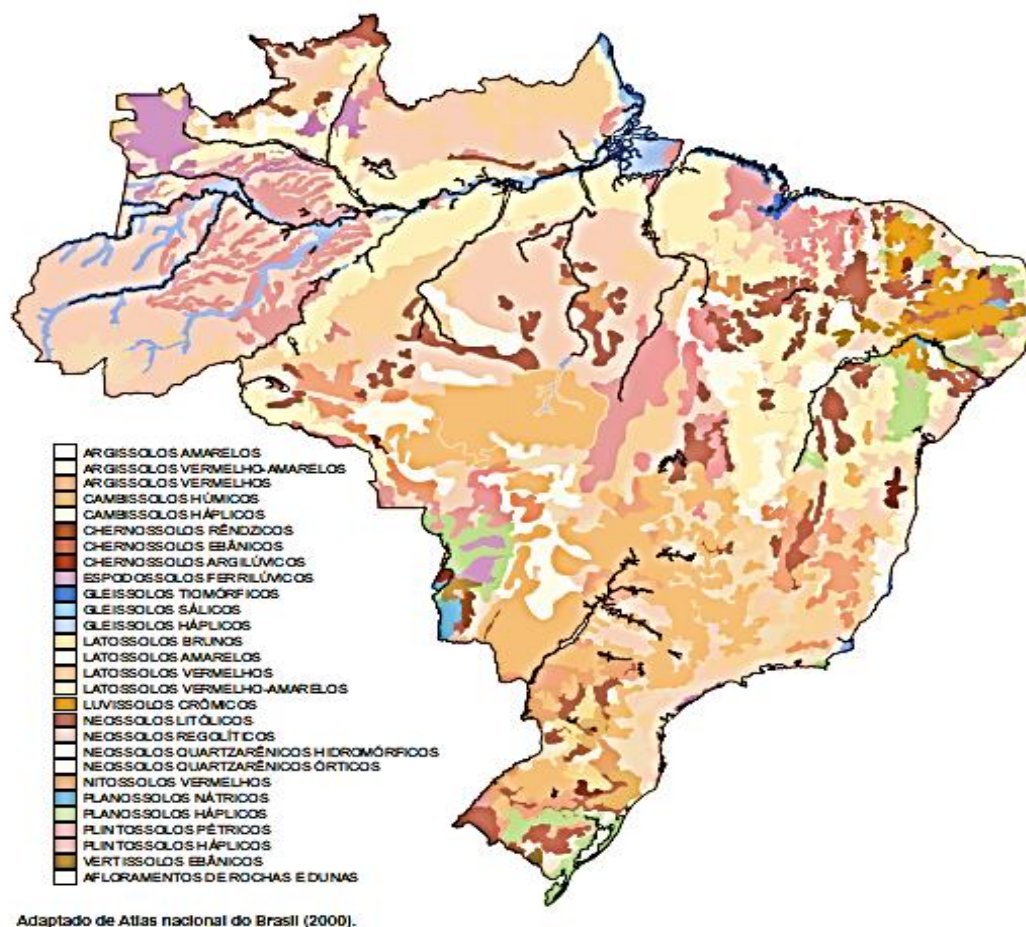 ARGISSOLOS AMARELOS
ARGISSOLOS VERMELHO-AMARELOS
ARGISSOLOS VERMELHOS
CAMBISSOLOS HÚMICOS
CAMBISSOLOS HÁPLICOS
CHERNOSSOLOS RÊNDZICOS
CHERNOSSOLOS EBÂNICOS
CHERNOSSOLOS ARGILÚVICOS
ESPODOSSOLOS FERRILÚVICOS
GLEISSOLOS TIOMÓRFICOS
GLEISSOLOS SÁLICOS
GLEISSOLOS HÁPLICOS
LATOSSOLOS BRUNOS
LATOSSOLOS AMARELOS
LATOSSOLOS VERMELHOS
LATOSSOLOS VERMELHO-AMARELOS
LUVISSOLOS CRÔMICOS
NEOSSOLOS LITÓLICOS
NEOSSOLOS REGOLÍTICOS
NEOSSOLOS QUARTZARÊNICOS HIDROMÓRFICOS
NEOSSOLOS QUARTZARÊNICOS ÓRTICOS
NITOSSOLOS VERMELHOS
PLANOSSOLOS NÁTRICOS
PLANOSSOLOS HÁPLICOS
PLINTOSSOLOS PÉTRICOS
PLINTOSSOLOS HÁPLICOS
VERTISSOLOS EBÂNICOS
AFLORAMENTOS DE ROCHAS E DUNAS
Adaptado de Atlas nacional do Brasil (2000).